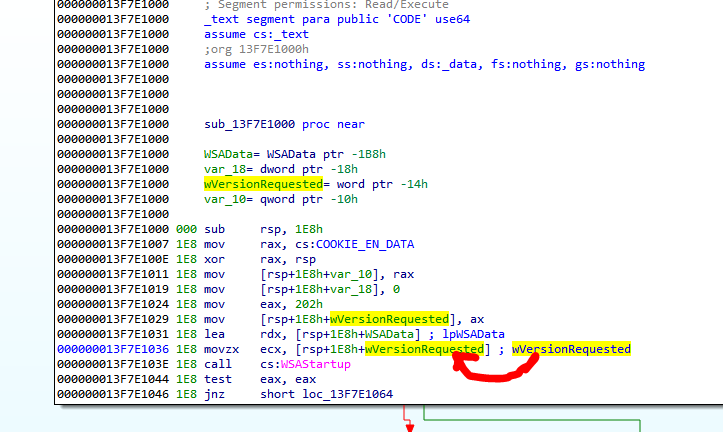 000000013F7E1000 ; Segment permissions: Read/Execute
000000013F7E1000 _text segment para public 'CODE' use64
000000013F7E1000 assume cs:_text
000000013F7E1000 ;org 13F7E1000h
000000013F7E1000 assume es:nothing, ss:nothing, ds:_data, fs:nothing, gs:nothing
000000013F7E1000
000000013F7E1000
000000013F7E1000
000000013F7E1000 sub_13F7E1000 proc near
000000013F7E1000
000000013F7E1000 WSAData= WSAData ptr -1B8h
000000013F7E1000 var_18= dword ptr -18h
000000013F7E1000 wVersionRequested= word ptr -14h
000000013F7E1000 var_10= qword ptr -10h
000000013F7E1000
000000013F7E1000 000 sub rsp, 1E8h
000000013F7E1007 1E8 mov rax, cs:COOKIE_EN_DATA
000000013F7E100E 1E8 xor rax, rsp
000000013F7E1011 1E8 mov [rsp+1E8h+var_10], rax
000000013F7E1019 1E8 mov [rsp+1E8h+var_18], 0
000000013F7E1024 1E8 mov eax, 202h
000000013F7E1029 1E8 mov [rsp+1E8h+wVersionRequested], ax
000000013F7E1031 1E8 lea rdx, [rsp+1E8h+WSAData] ; lpWSAData
000000013F7E1036 1E8 movzx ecx, [rsp+1E8h+wVersionRequested] ; wVersionRequested
000000013F7E103E 1E8 call cs:WSAStartup
000000013F7E1044 1E8 test eax, eax
000000013F7E1046 1E8 jnz short loc_13F7E1064